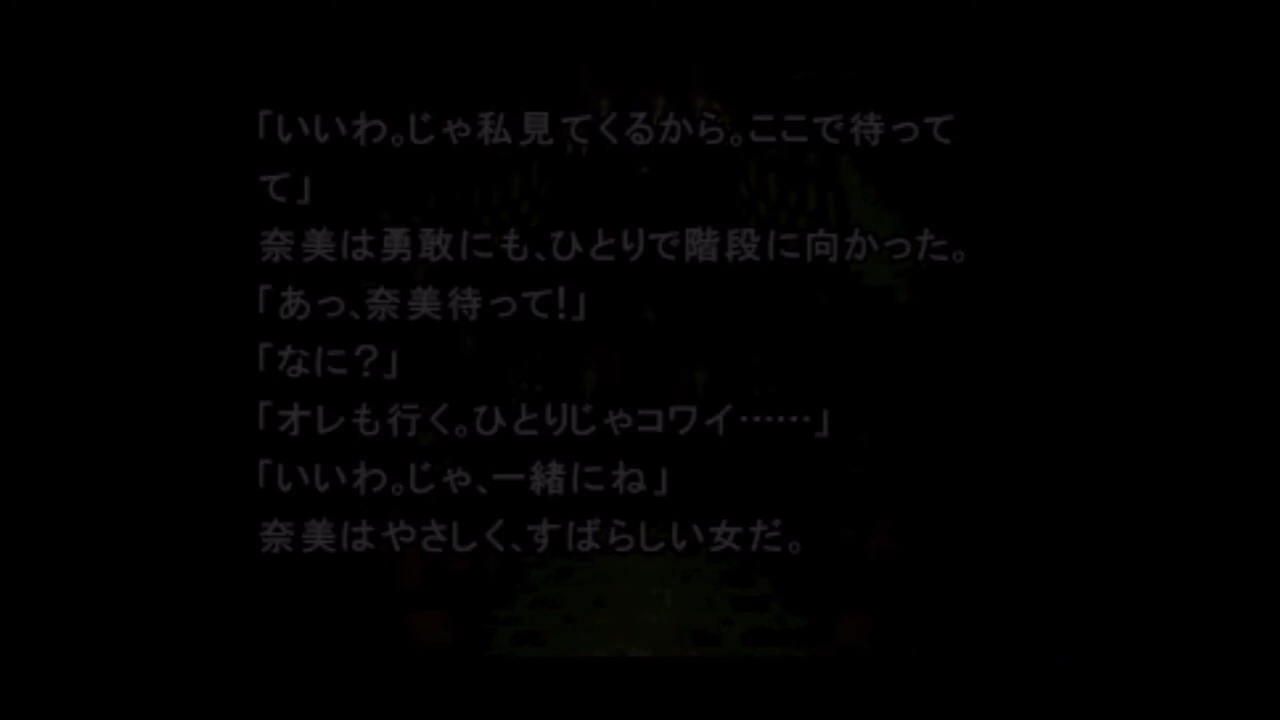 「いいわ。じゃ私見てくるから。ここで待って
て」
奈美は勇敢にも、ひとりで階段に向かった。
「あっ、奈美待って!」
「なに？」
「オレも行く。ひとりじゃコワイ……」
「いいわ。じゃ、一緒にね」
奈美はやさしく、すばらしい女だ。